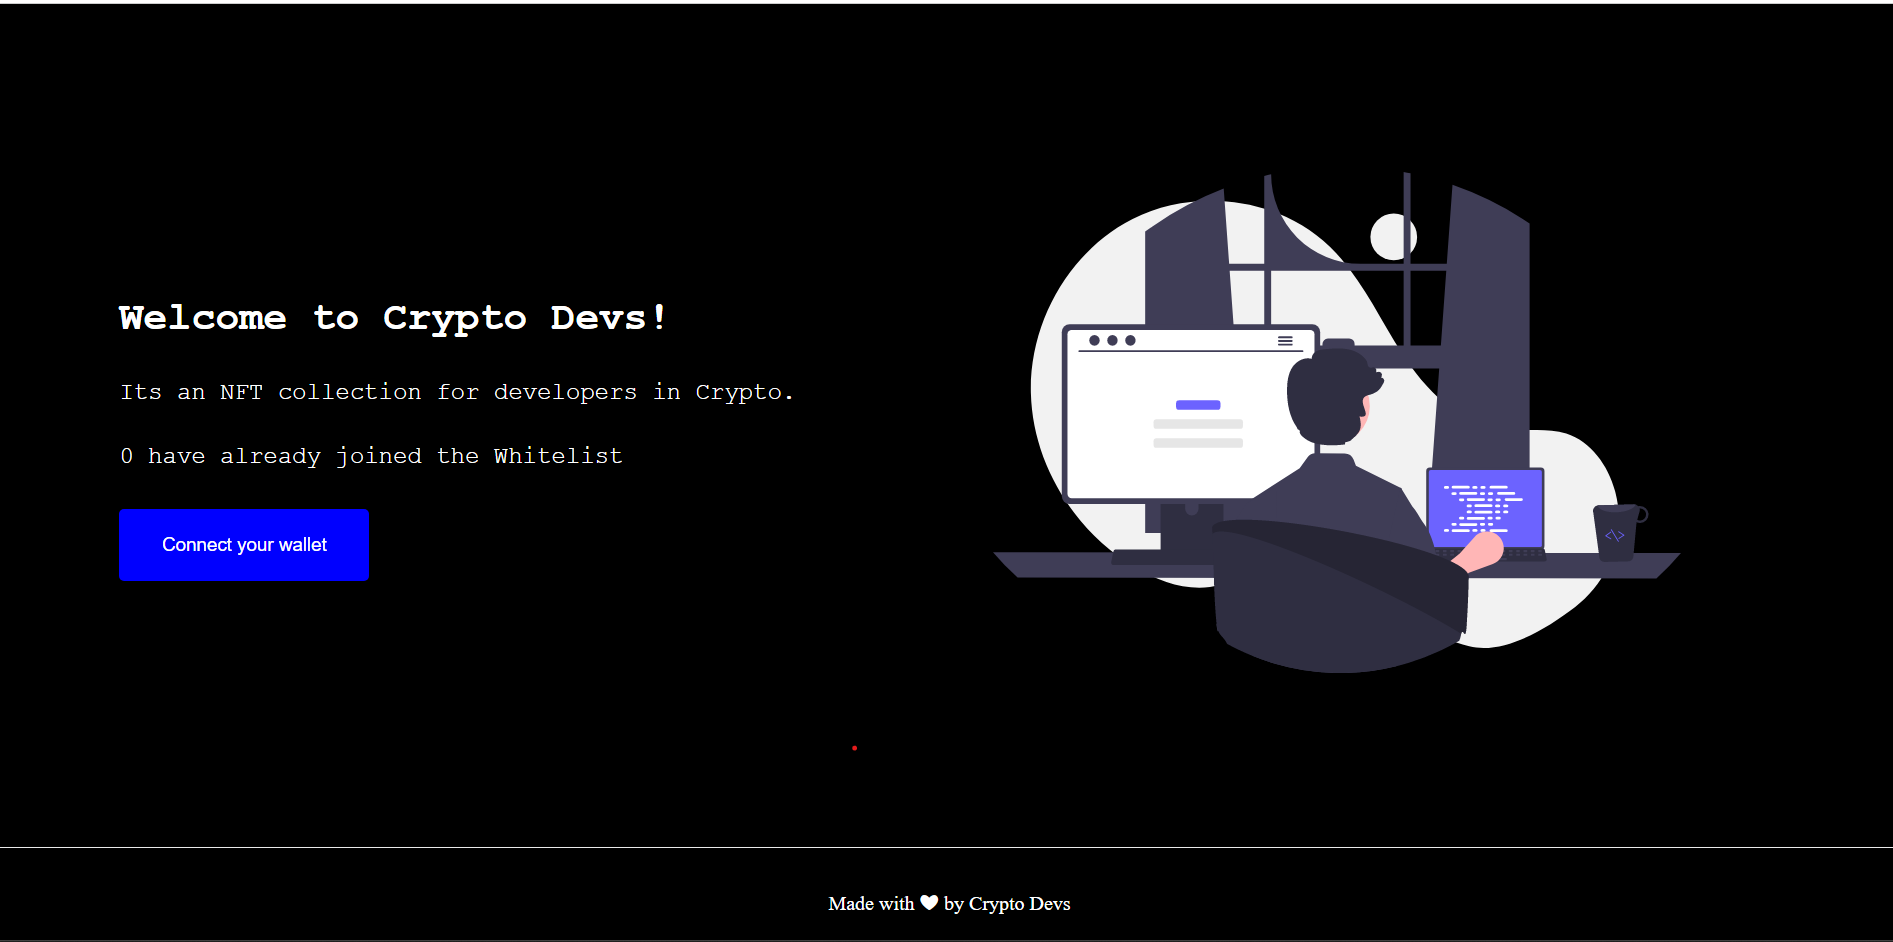 Welcome to Crypto Devs!
Its an NFT collection for developers in Crypto.
0 have already joined the Whitelist
Connect your wallet
<\>
Made with ♥ by Crypto Devs